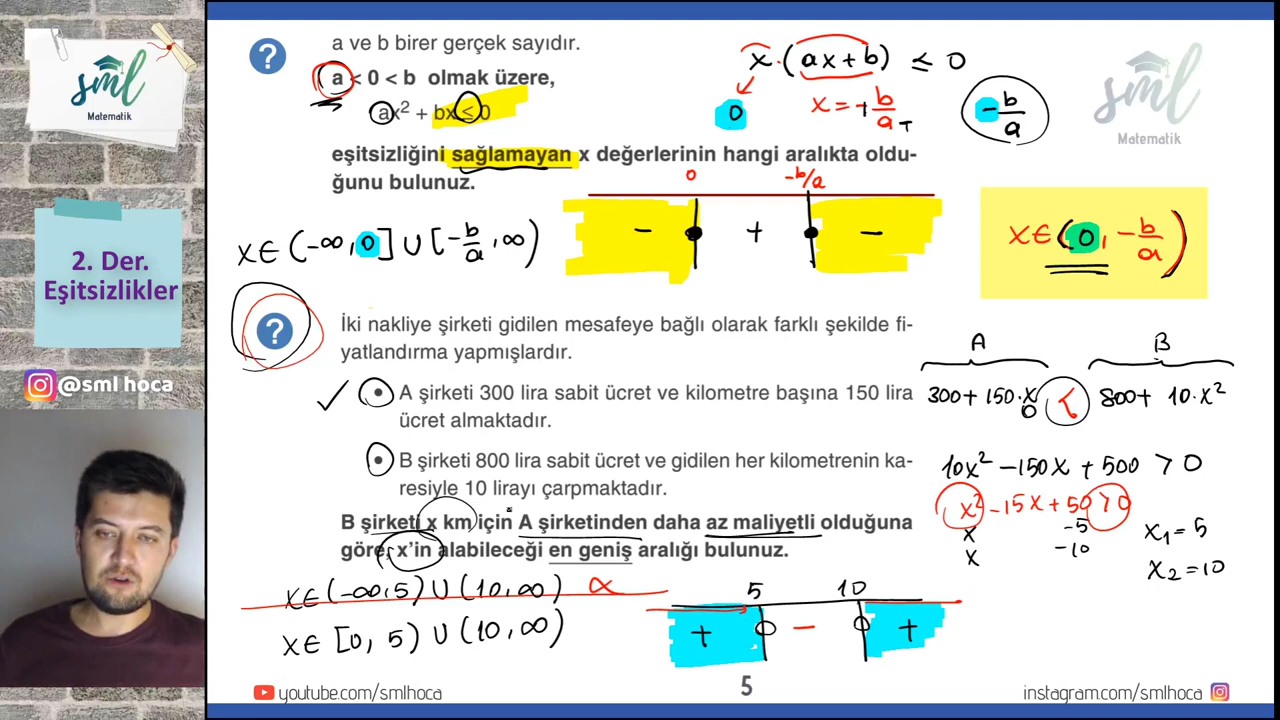 sml
Matematik
2. Der.
Eşitsizlikler
@sml hoca
?
a ve b birer gerçek sayıdır.
a < 0 < b olmak üzere,
ax² + bx ≤ 0
eşitsizliğini sağlamayan x değerlerinin hangi aralıkta oldu-
ğunu bulunuz.
x · (ax + b) ≤ 0
0
x = + b/a
+
- b/a
sml
Matematik
0 -b/a
- + -
x ∈ (-∞, 0] ∪ [-b/a, ∞)
x ∈ (0, -b/a)
?
İki nakliye şirketi gidilen mesafeye bağlı olarak farklı şekilde fi-
yatlandırma yapmışlardır.
• A şirketi 300 lira sabit ücret ve kilometre başına 150 lira
ücret almaktadır.
• B şirketi 800 lira sabit ücret ve gidilen her kilometrenin ka-
resiyle 10 lirayı çarpmaktadır.
B şirketi x km için A şirketinden daha az maliyetli olduğuna
göre, x'in alabileceği en geniş aralığı bulunuz.
A B
300 + 150·x 800 + 10·x²
0
10x² - 150x + 500 > 0
x² - 15x + 50 > 0
x -5
x -10
x₁ = 5
x₂ = 10
x ∈ (-∞, 5) ∪ (10, ∞)
x ∈ [0, 5) ∪ (10, ∞)
5 10
+ - +
youtube.com/smlhoca
5
instagram.com/smlhoca